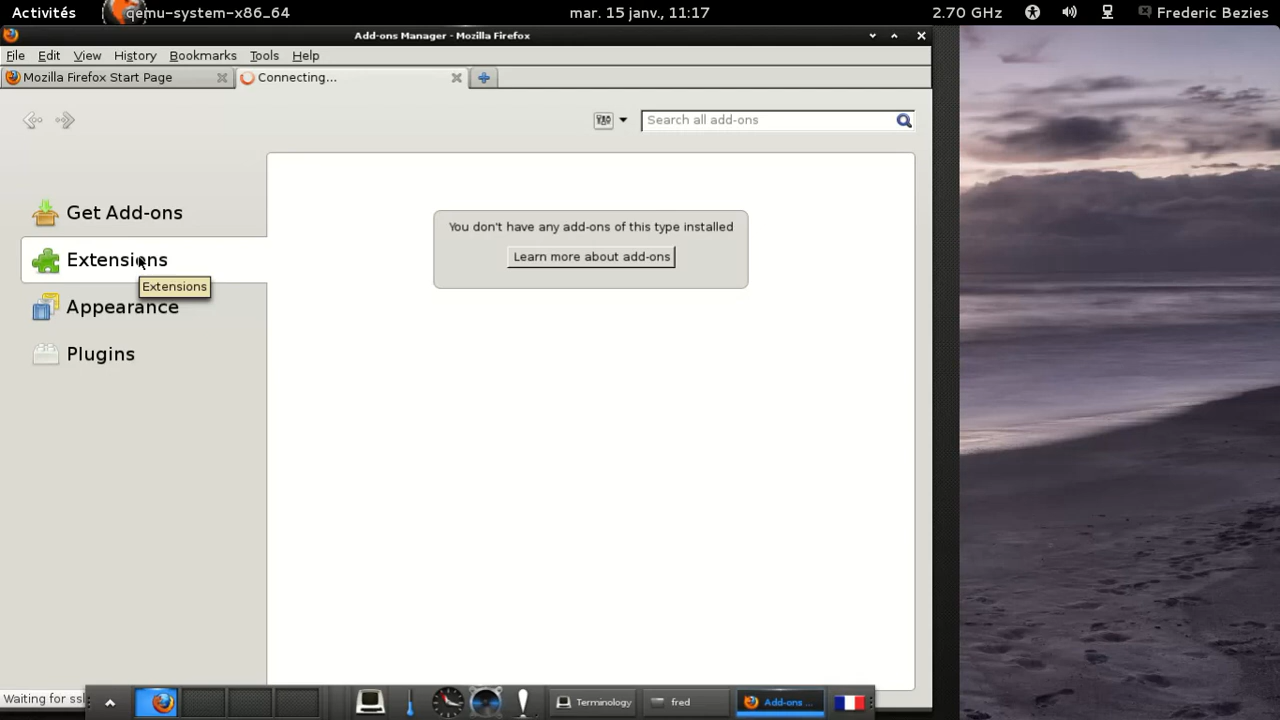 Activités qemu-system-x86_64 mar. 15 janv., 11:17 2.70 GHz Frederic Bezies
Add-ons Manager - Mozilla Firefox
File Edit View History Bookmarks Tools Help
Mozilla Firefox Start Page Connecting...
Search all add-ons
Get Add-ons
You don't have any add-ons of this type installed
Extensions Learn more about add-ons
Extensions
Appearance
Plugins
Waiting for ssl
Terminology fred Add-ons ...